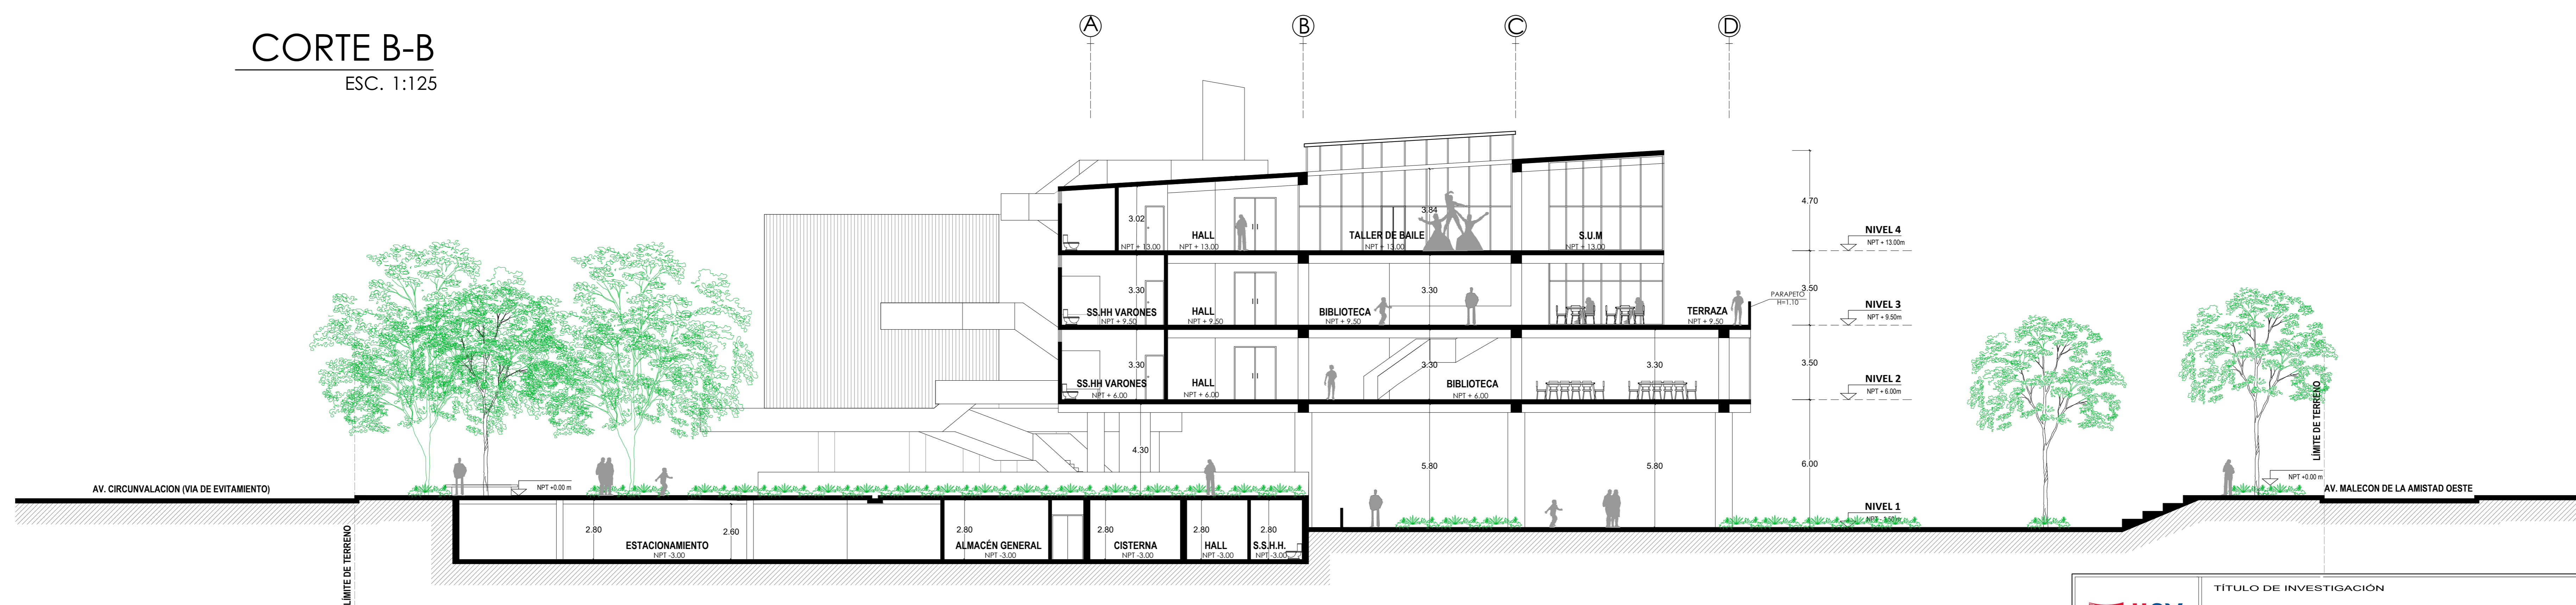 CORTE B-B
ESC. 1:125
A
B
C
D
4.70
3.50
3.50
6.00
NIVEL 4
NPT + 13.00m
NIVEL 3
NPT + 9.50m
NIVEL 2
NPT + 6.00m
NIVEL 1
PARAPETO
H=1.10
3.02
NPT + 13.00
HALL
NPT + 13.00
3.84
TALLER DE BAILE
NPT + 13.00
S.U.M
NPT + 13.00
3.30
SS.HH VARONES
NPT + 9.50
HALL
NPT + 9.50
3.30
BIBLIOTECA
NPT + 9.50
TERRAZA
NPT + 9.50
3.30
SS.HH VARONES
NPT + 6.00
HALL
NPT + 6.00
3.30
BIBLIOTECA
NPT + 6.00
3.30
4.30
5.80
5.80
AV. CIRCUNVALACION (VIA DE EVITAMIENTO)
NPT +0.00 m
LÍMITE DE TERRENO
2.80
2.60
ESTACIONAMIENTO
NPT -3.00
2.80
ALMACÉN GENERAL
NPT -3.00
2.80
CISTERNA
NPT -3.00
2.80
HALL
NPT -3.00
2.80
S.S.H.H.
NPT -3.00
LÍMITE DE TERRENO
NPT +0.00 m
AV. MALECON DE LA AMISTAD OESTE
TÍTULO DE INVESTIGACIÓN